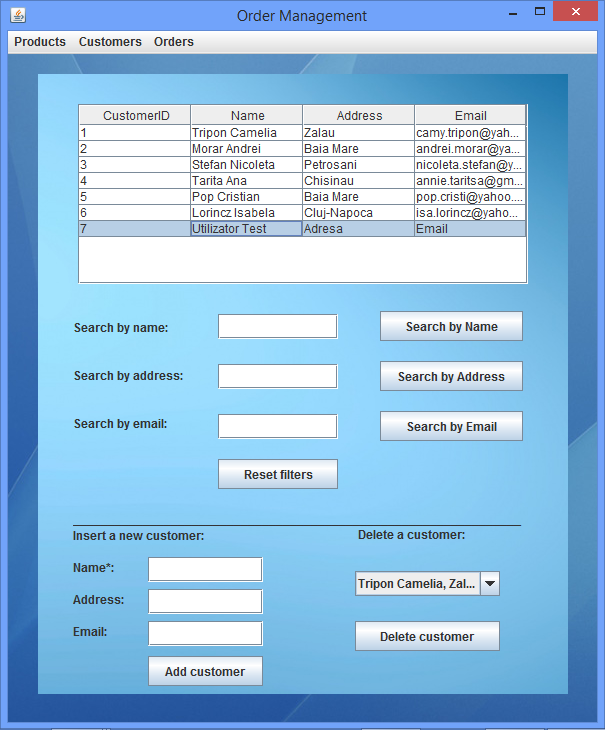 Order Management
Products Customers Orders
CustomerID Name Address Email
1 Tripon Camelia Zalau camy.tripon@yah...
2 Morar Andrei Baia Mare andrei.morar@ya...
3 Stefan Nicoleta Petrosani nicoleta.stefan@y...
4 Tarita Ana Chisinau annie.taritsa@gm...
5 Pop Cristian Baia Mare pop.cristi@yahoo....
6 Lorincz Isabela Cluj-Napoca isa.lorincz@yaho...
7 Utilizator Test Adresa Email
Search by name: Search by Name
Search by address: Search by Address
Search by email: Search by Email
Reset filters
Insert a new customer: Delete a customer:
Name*:
Tripon Camelia, Zal...
Address:
Email: Delete customer
Add customer